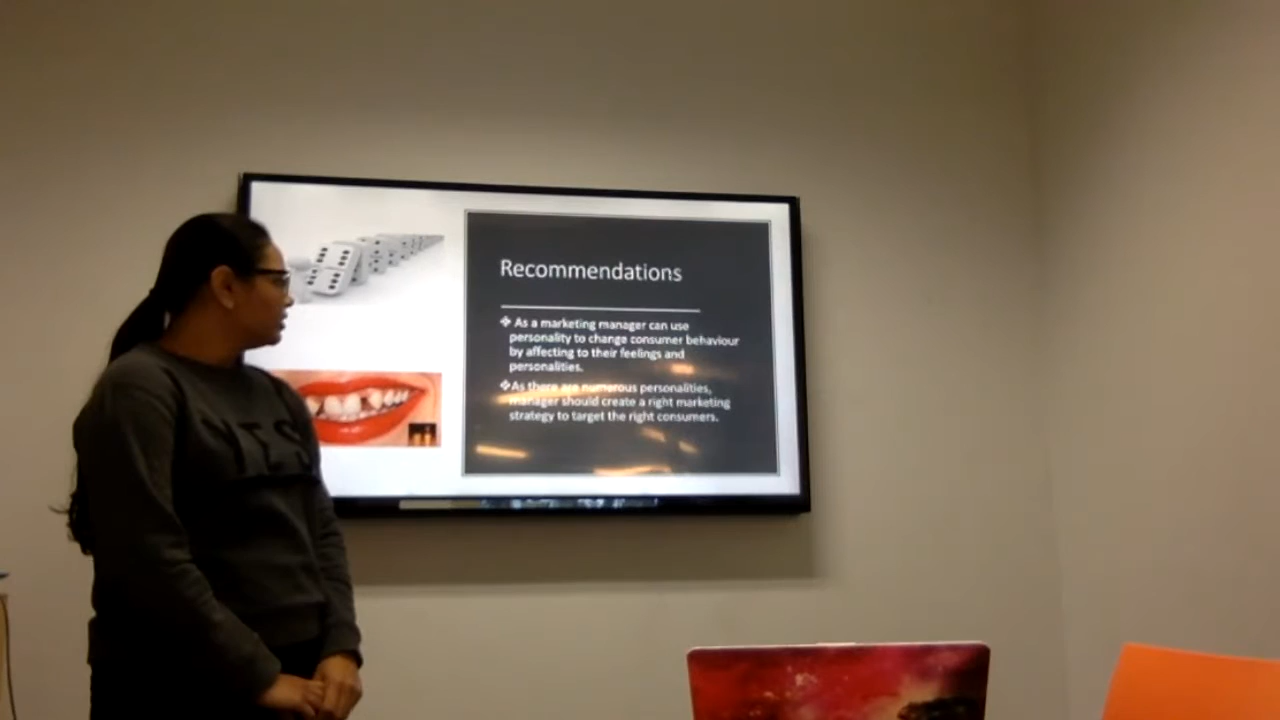 Recommendations
❖ As a marketing manager can use
personality to change consumer behaviour
by affecting to their feelings and
personalities.
❖As there are numerous personalities,
manager should create a right marketing
strategy to target the right consumers.
YES